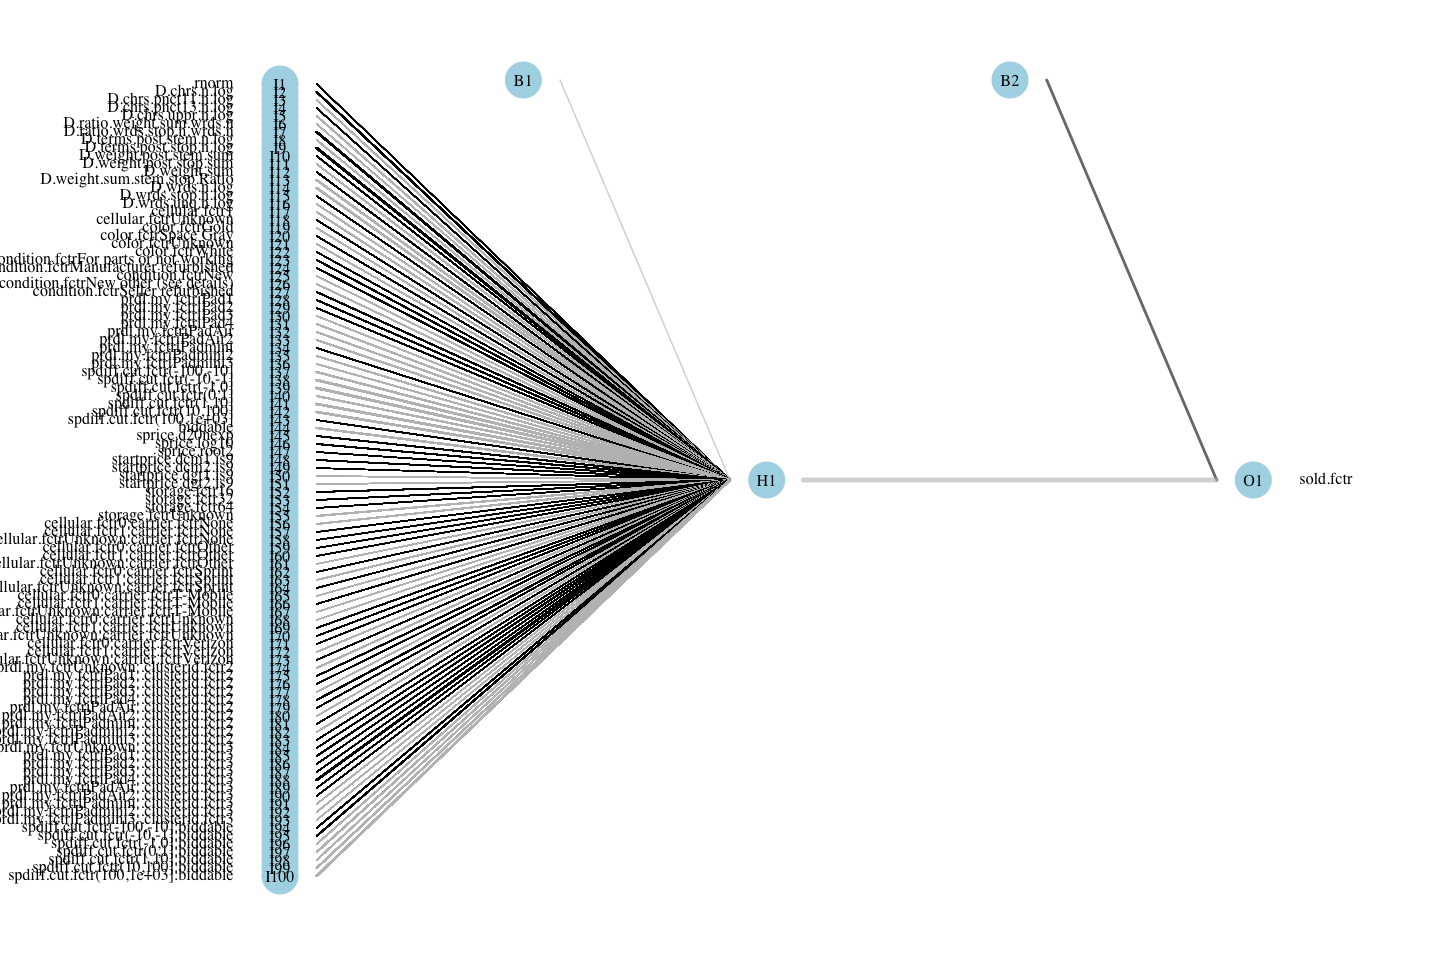 rnorm
D.chrs.n.log
D.chrs.pnct11.n.log
D.chrs.pnct13.n.log
D.chrs.uppr.n.log
D.ratio.weight.sum.wrds.n
D.ratio.wrds.stop.n.wrds.n
D.terms.post.stem.n.log
D.terms.post.stop.n.log
D.weight.post.stem.sum
D.weight.post.stop.sum
D.weight.sum
D.weight.sum.stem.stop.Ratio
D.wrds.n.log
D.wrds.stop.n.log
D.wrds.unq.n.log
cellular.fctr1
cellular.fctrUnknown
color.fctrGold
color.fctrSpace Gray
color.fctrUnknown
color.fctrWhite
ondition.fctrFor parts or not working
ndition.fctrManufacturer refurbished
condition.fctrNew
condition.fctrNew other (see details)
condition.fctrSeller refurbished
prdl.my.fctriPad1
prdl.my.fctriPad2
prdl.my.fctriPad3
prdl.my.fctriPad4
prdl.my.fctriPadAir
prdl.my.fctriPadAir2
prdl.my.fctriPadmini
prdl.my.fctriPadmini2
prdl.my.fctriPadmini3
spdiff.cut.fctr(-100,-10]
spdiff.cut.fctr(-10,-1]
spdiff.cut.fctr(-1,0]
spdiff.cut.fctr(0,1]
spdiff.cut.fctr(1,10]
spdiff.cut.fctr(10,100]
spdiff.cut.fctr(100,1e+03]
biddable
sprice.d20nexp
sprice.log10
sprice.root2
startprice.dcm1.is9
startprice.dcm2.is9
startprice.dgt1.is9
startprice.dgt2.is9
storage.fctr16
storage.fctr32
storage.fctr64
storage.fctrUnknown
cellular.fctr0:carrier.fctrNone
cellular.fctr1:carrier.fctrNone
ellular.fctrUnknown:carrier.fctrNone
cellular.fctr0:carrier.fctrOther
cellular.fctr1:carrier.fctrOther
ellular.fctrUnknown:carrier.fctrOther
cellular.fctr0:carrier.fctrSprint
cellular.fctr1:carrier.fctrSprint
llular.fctrUnknown:carrier.fctrSprint
cellular.fctr0:carrier.fctrT-Mobile
cellular.fctr1:carrier.fctrT-Mobile
ar.fctrUnknown:carrier.fctrT-Mobile
cellular.fctr0:carrier.fctrUnknown
cellular.fctr1:carrier.fctrUnknown
ar.fctrUnknown:carrier.fctrUnknown
cellular.fctr0:carrier.fctrVerizon
cellular.fctr1:carrier.fctrVerizon
ular.fctrUnknown:carrier.fctrVerizon
prdl.my.fctrUnknown:.clusterid.fctr2
prdl.my.fctriPad1:.clusterid.fctr2
prdl.my.fctriPad2:.clusterid.fctr2
prdl.my.fctriPad3:.clusterid.fctr2
prdl.my.fctriPad4:.clusterid.fctr2
prdl.my.fctriPadAir:.clusterid.fctr2
prdl.my.fctriPadAir2:.clusterid.fctr2
prdl.my.fctriPadmini:.clusterid.fctr2
rdl.my.fctriPadmini2:.clusterid.fctr2
rdl.my.fctriPadmini3:.clusterid.fctr2
prdl.my.fctrUnknown:.clusterid.fctr3
prdl.my.fctriPad1:.clusterid.fctr3
prdl.my.fctriPad2:.clusterid.fctr3
prdl.my.fctriPad3:.clusterid.fctr3
prdl.my.fctriPad4:.clusterid.fctr3
prdl.my.fctriPadAir:.clusterid.fctr3
prdl.my.fctriPadAir2:.clusterid.fctr3
prdl.my.fctriPadmini:.clusterid.fctr3
rdl.my.fctriPadmini2:.clusterid.fctr3
rdl.my.fctriPadmini3:.clusterid.fctr3
spdiff.cut.fctr(-100,-10]:biddable
spdiff.cut.fctr(-10,-1]:biddable
spdiff.cut.fctr(-1,0]:biddable
spdiff.cut.fctr(0,1]:biddable
spdiff.cut.fctr(1,10]:biddable
spdiff.cut.fctr(10,100]:biddable
spdiff.cut.fctr(100,1e+03]:biddable
I1
I2
I3
I4
I5
I6
I7
I8
I9
I10
I11
I12
I13
I14
I15
I16
I17
I18
I19
I20
I21
I22
I23
I24
I25
I26
I27
I28
I29
I30
I31
I32
I33
I34
I35
I36
I37
I38
I39
I40
I41
I42
I43
I44
I45
I46
I47
I48
I49
I50
I51
I52
I53
I54
I55
I56
I57
I58
I59
I60
I61
I62
I63
I64
I65
I66
I67
I68
I69
I70
I71
I72
I73
I74
I75
I76
I77
I78
I79
I80
I81
I82
I83
I84
I85
I86
I87
I88
I89
I90
I91
I92
I93
I94
I95
I96
I97
I98
I99
I100
B1
B2
H1
O1
sold.fctr